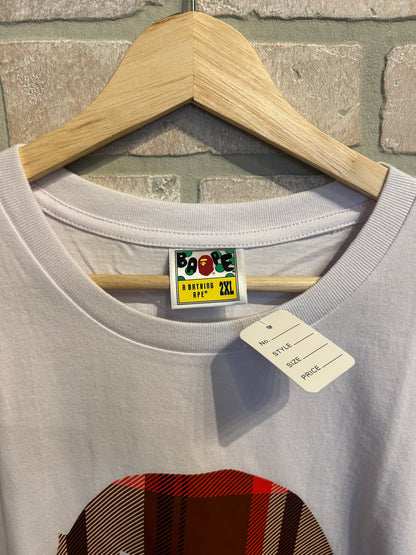 BAPE
A BATHING
APE® 2XL
No.
STYLE
SIZE
PRICE